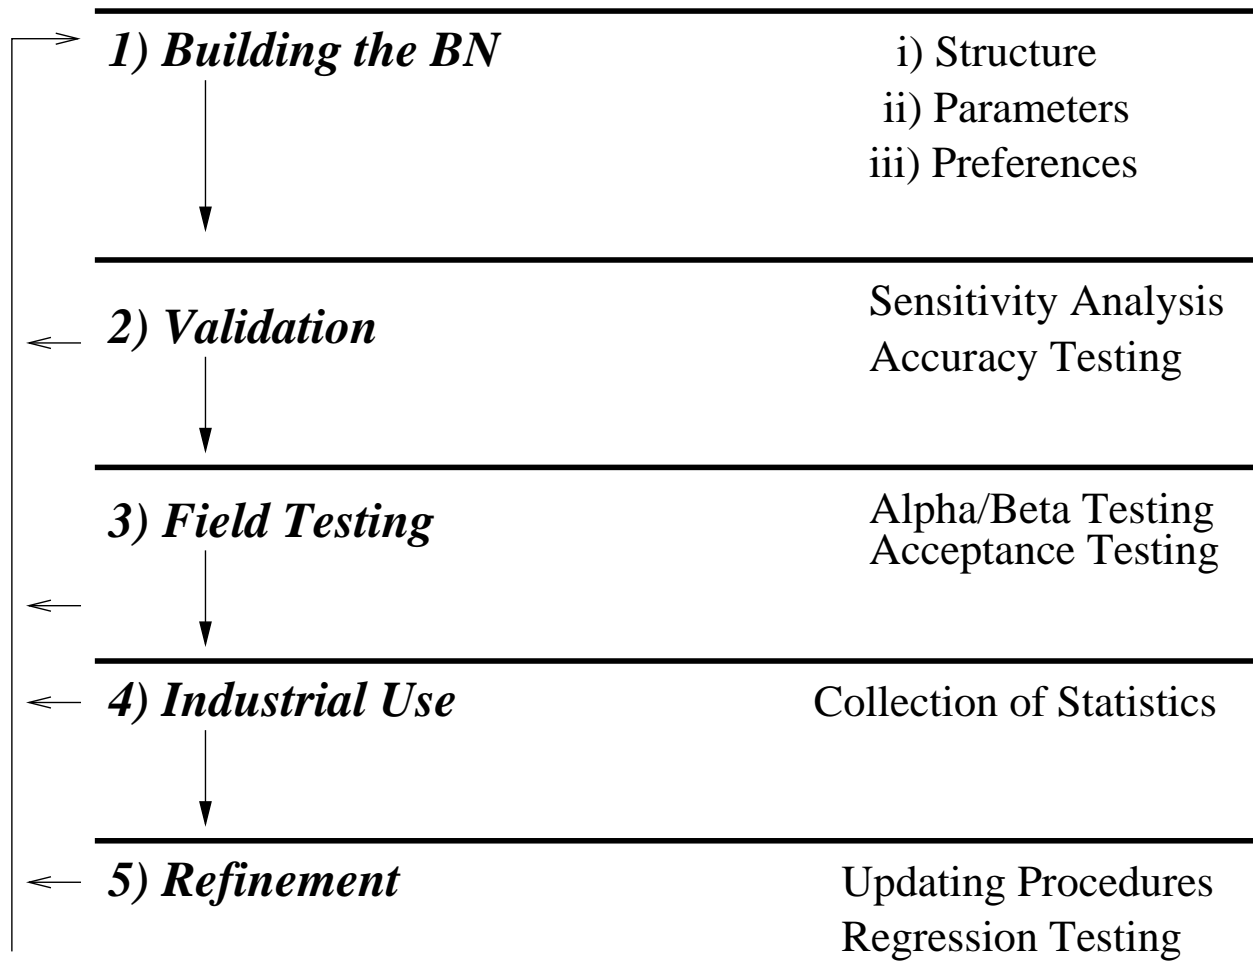 1) Building the BN
i) Structure
ii) Parameters
iii) Preferences
2) Validation
Sensitivity Analysis
Accuracy Testing
3) Field Testing
Alpha/Beta Testing
Acceptance Testing
4) Industrial Use
Collection of Statistics
5) Refinement
Updating Procedures
Regression Testing